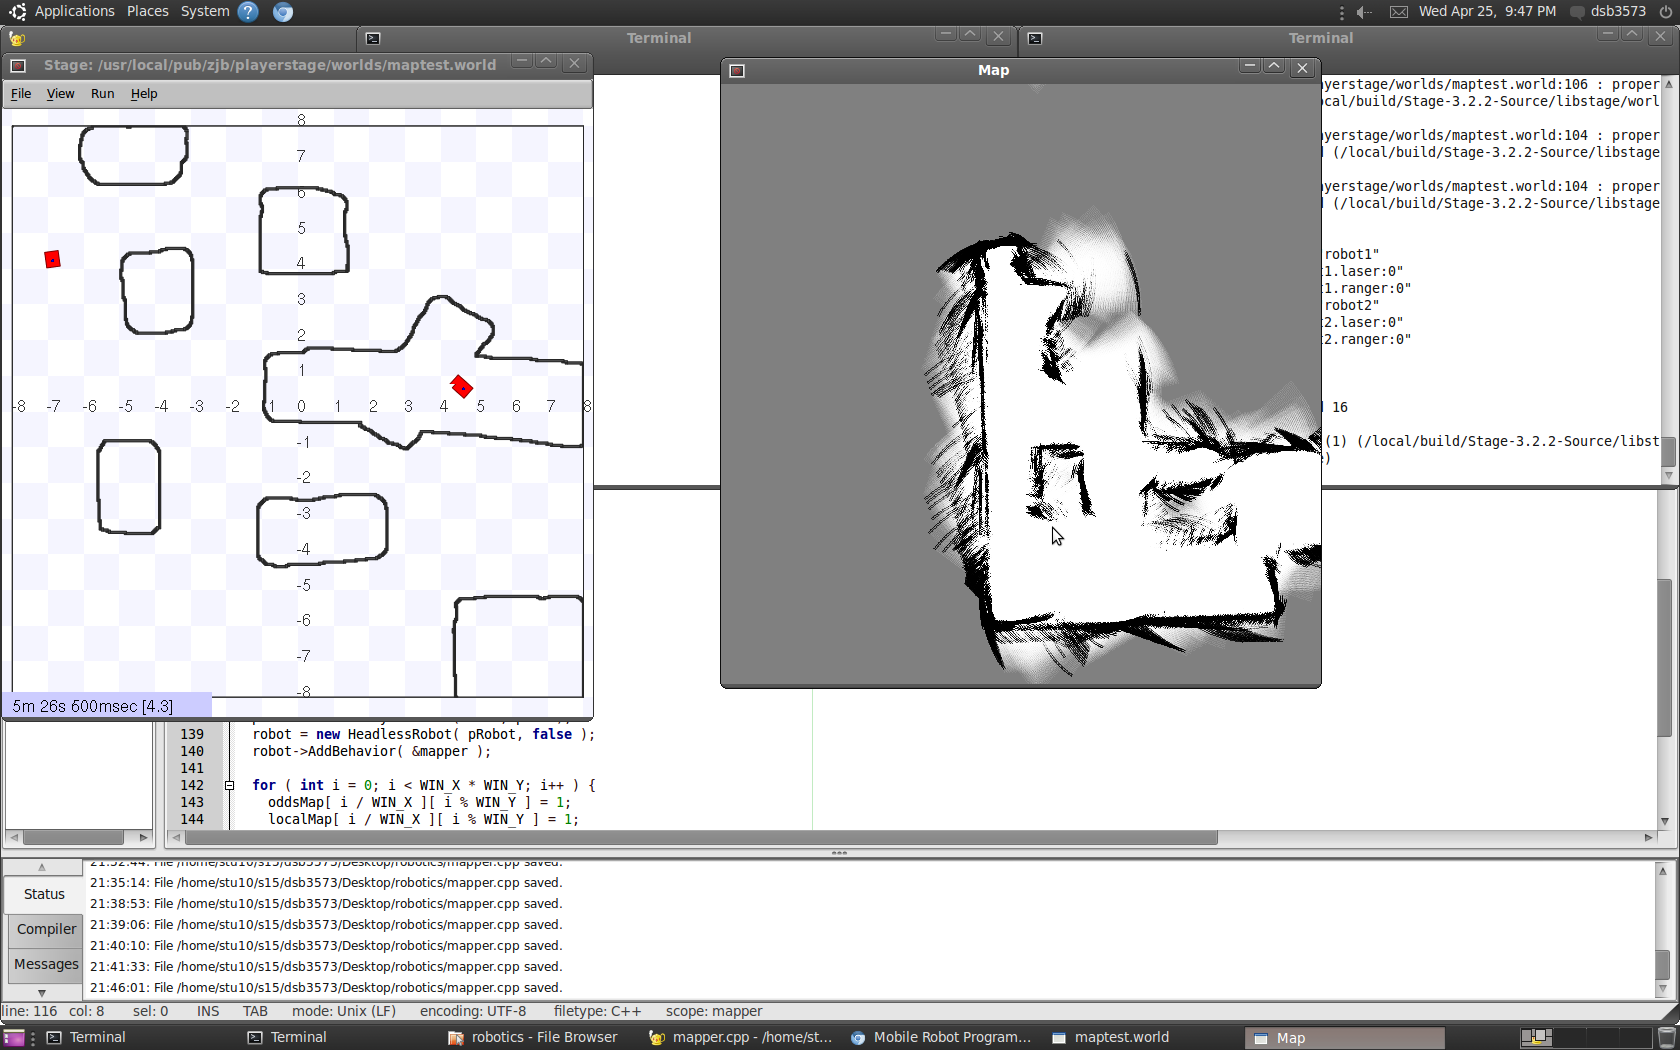 Applications Places System ?
Wed Apr 25, 9:47 PM dsb3573
Terminal
Terminal
Stage: /usr/local/pub/zjb/playerstage/worlds/maptest.world
File View Run Help
Map
yerstage/worlds/maptest.world:106 : proper
ocal/build/Stage-3.2.2-Source/libstage/worl
yerstage/worlds/maptest.world:104 : proper
(/local/build/Stage-3.2.2-Source/libstage
yerstage/worlds/maptest.world:104 : proper
(/local/build/Stage-3.2.2-Source/libstage
robot1"
1.laser:0"
1.ranger:0"
robot2"
2.laser:0"
2.ranger:0"
16
(1) (/local/build/Stage-3.2.2-Source/libst
)
8
7
6
5
4
3
2
1
-8 -7 -6 -5 -4 -3 -2 -1 0 1 2 3 4 5 6 7 8
-1
-2
-3
-4
-5
-6
-7
-8
5m 26s 600msec [4.3]
139 robot = new HeadlessRobot( pRobot, false );
140 robot->AddBehavior( &mapper );
141
142 for ( int i = 0; i < WIN_X * WIN_Y; i++ ) {
143 oddsMap[ i / WIN_X ][ i % WIN_Y ] = 1;
144 localMap[ i / WIN_X ][ i % WIN_Y ] = 1;
Status
Compiler
Messages
21:32:44: File /home/stu10/s15/dsb3573/Desktop/robotics/mapper.cpp saved.
21:35:14: File /home/stu10/s15/dsb3573/Desktop/robotics/mapper.cpp saved.
21:38:53: File /home/stu10/s15/dsb3573/Desktop/robotics/mapper.cpp saved.
21:39:06: File /home/stu10/s15/dsb3573/Desktop/robotics/mapper.cpp saved.
21:40:10: File /home/stu10/s15/dsb3573/Desktop/robotics/mapper.cpp saved.
21:41:33: File /home/stu10/s15/dsb3573/Desktop/robotics/mapper.cpp saved.
21:46:01: File /home/stu10/s15/dsb3573/Desktop/robotics/mapper.cpp saved.
line: 116 col: 8 sel: 0 INS TAB mode: Unix (LF) encoding: UTF-8 filetype: C++ scope: mapper
Terminal Terminal robotics - File Browser mapper.cpp - /home/st... Mobile Robot Program... maptest.world Map